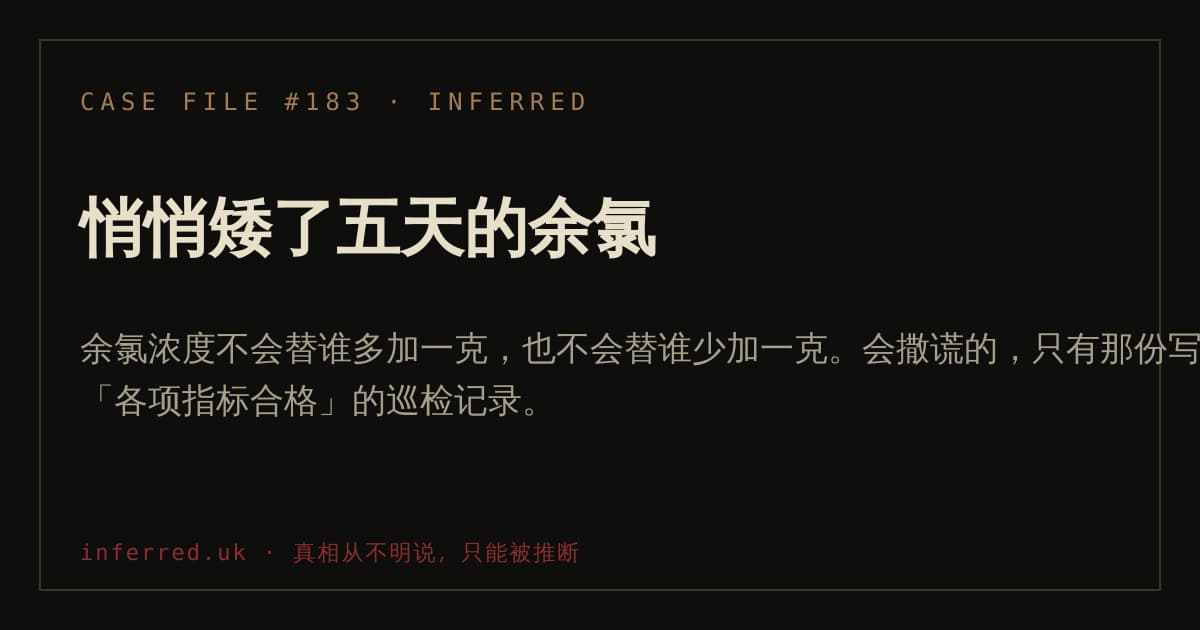 CASE FILE #183 · INFERRED
悄悄矮了五天的余氯
余氯浓度不会替谁多加一克，也不会替谁少加一克。会撒谎的，只有那份写
「各项指标合格」的巡检记录。
inferred.uk · 真相从不明说，只能被推断